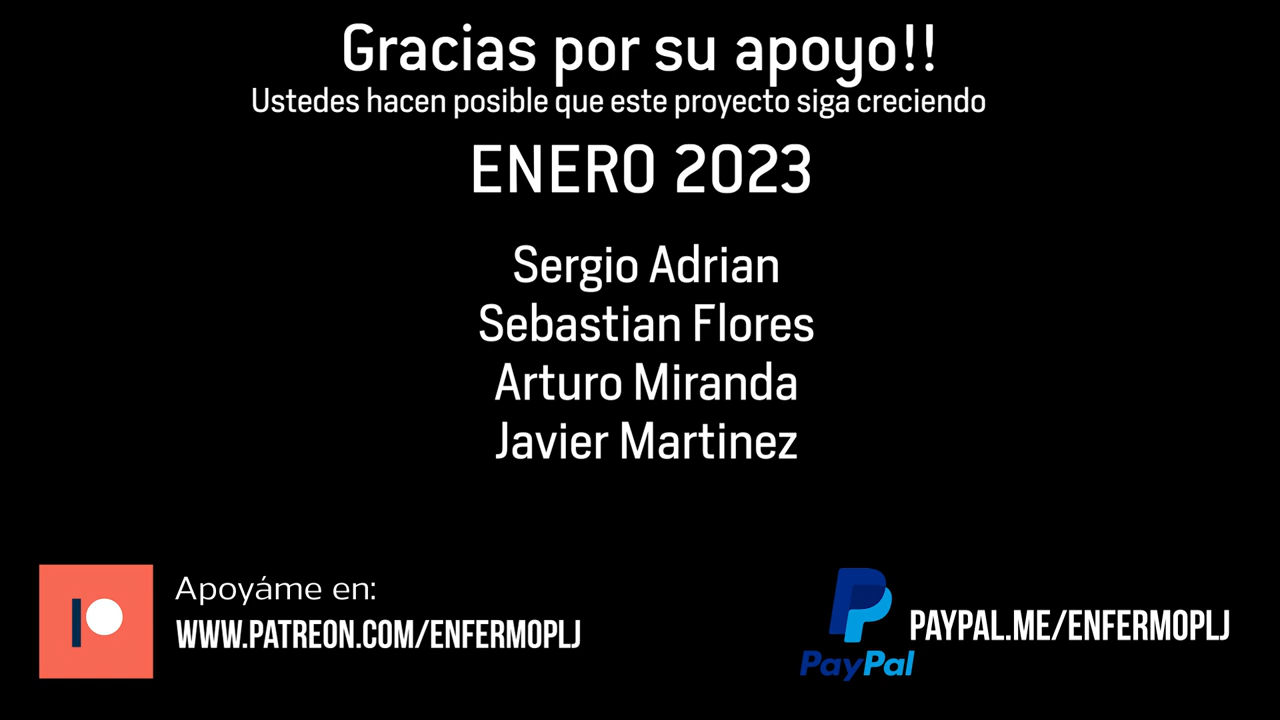 Gracias por su apoyo!!
Ustedes hacen posible que este proyecto siga creciendo
ENERO 2023
Sergio Adrian
Sebastian Flores
Arturo Miranda
Javier Martinez
Apoyáme en:
WWW.PATREON.COM/ENFERMOPLJ
PAYPAL.ME/ENFERMOPLJ
PayPal